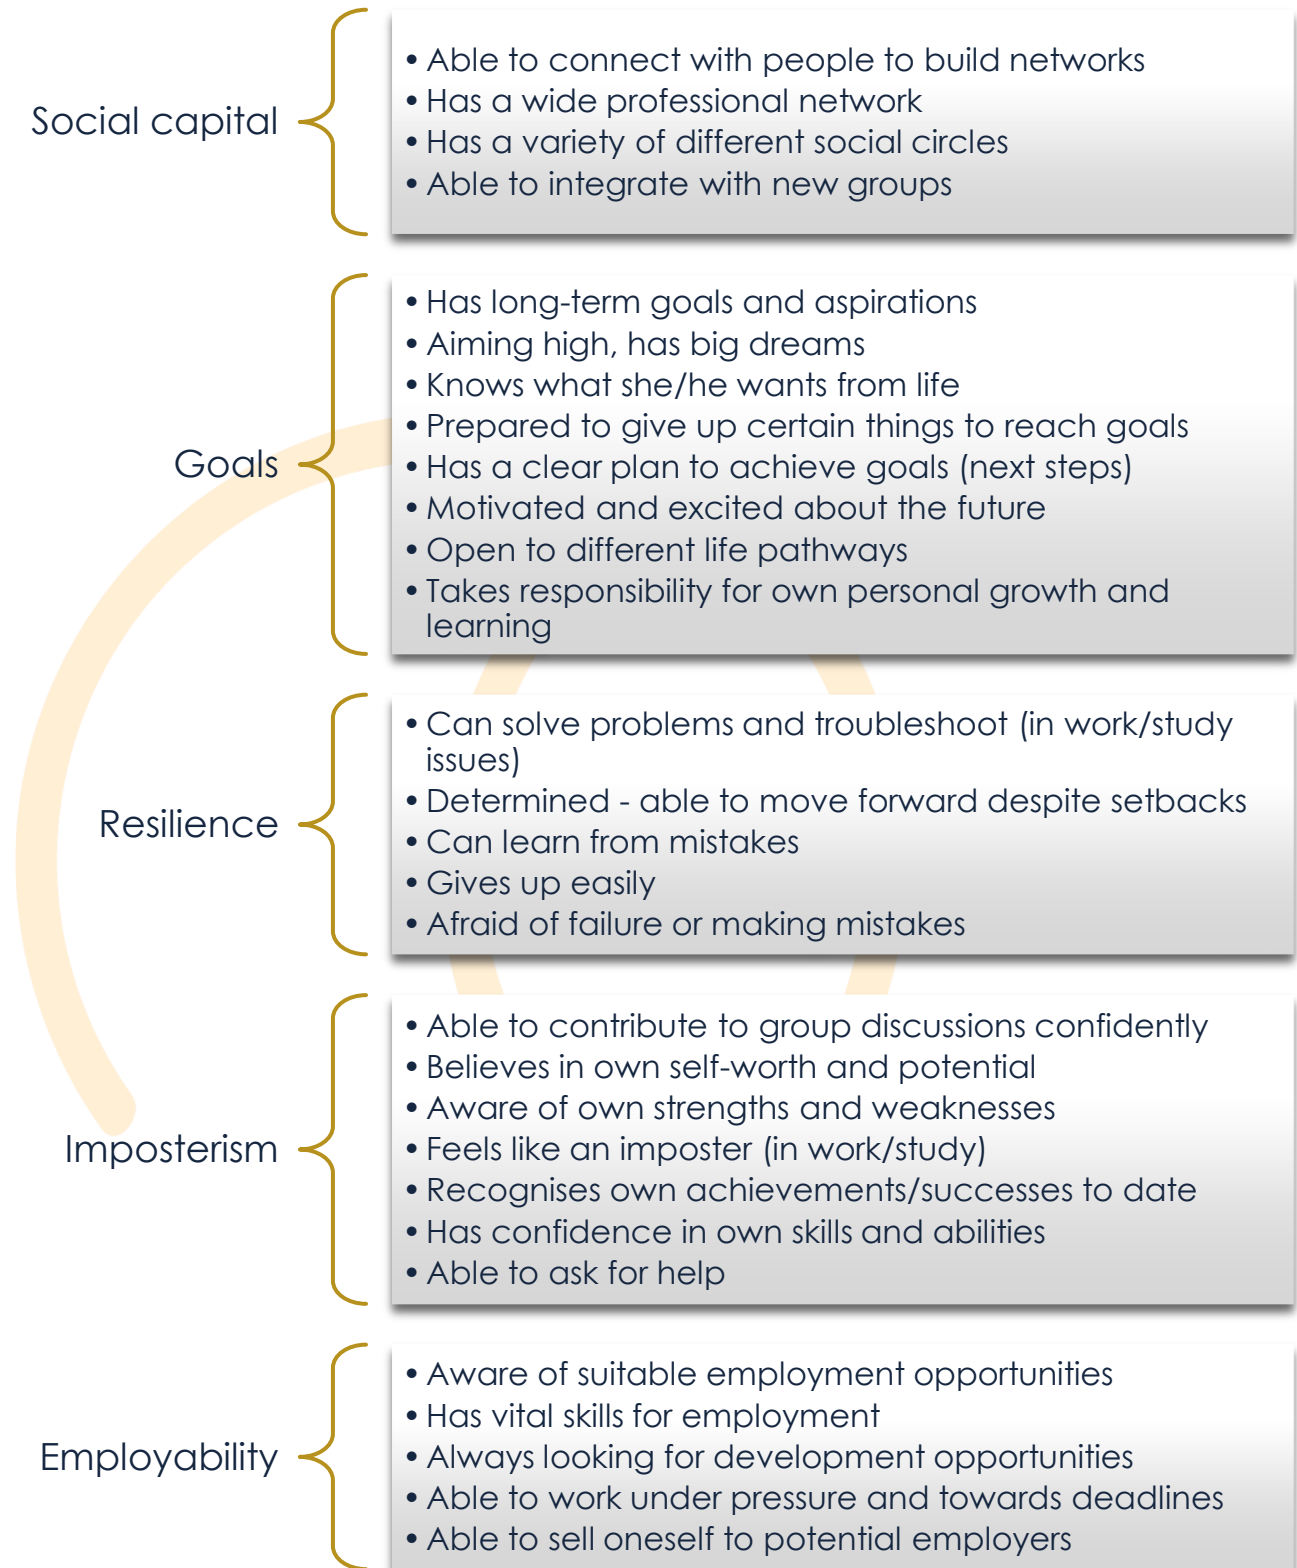 Social capital
• Able to connect with people to build networks
• Has a wide professional network
• Has a variety of different social circles
• Able to integrate with new groups
Goals
• Has long-term goals and aspirations
• Aiming high, has big dreams
• Knows what she/he wants from life
• Prepared to give up certain things to reach goals
• Has a clear plan to achieve goals (next steps)
• Motivated and excited about the future
• Open to different life pathways
• Takes responsibility for own personal growth and
learning
Resilience
• Can solve problems and troubleshoot (in work/study
issues)
• Determined - able to move forward despite setbacks
• Can learn from mistakes
• Gives up easily
• Afraid of failure or making mistakes
Imposterism
• Able to contribute to group discussions confidently
• Believes in own self-worth and potential
• Aware of own strengths and weaknesses
• Feels like an imposter (in work/study)
• Recognises own achievements/successes to date
• Has confidence in own skills and abilities
• Able to ask for help
Employability
• Aware of suitable employment opportunities
• Has vital skills for employment
• Always looking for development opportunities
• Able to work under pressure and towards deadlines
• Able to sell oneself to potential employers